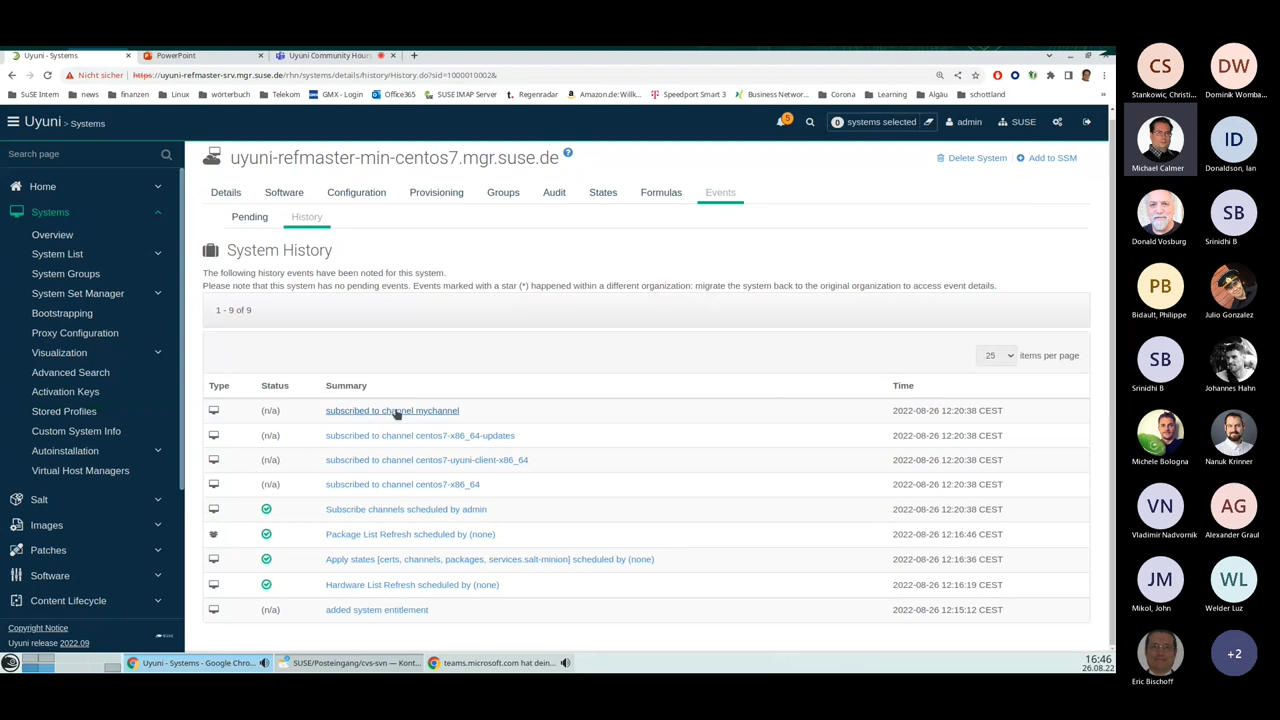 Uyuni - Systems
PowerPoint
Uyuni Community Hours
Nicht sicher
https://uyuni-refmaster-srv.mgr.suse.de/rhn/systems/details/history/History.do?sid=1000010002&
SuSE Intern
news
finanzen
Linux
wörterbuch
Telekom
GMX - Login
Office365
SUSE IMAP Server
Regenradar
Amazon.de: Willk...
Speedport Smart 3
Business Networ...
Corona
Learning
Algäu
schottland
Uyuni > Systems
5
0 systems selected
admin
SUSE
Search page
Home
Systems
Overview
System List
System Groups
System Set Manager
Bootstrapping
Proxy Configuration
Visualization
Advanced Search
Activation Keys
Stored Profiles
Custom System Info
Autoinstallation
Virtual Host Managers
Salt
Images
Patches
Software
Content Lifecycle
Copyright Notice
Uyuni release 2022.09
uyuni-refmaster-min-centos7.mgr.suse.de
Delete System
Add to SSM
Details Software Configuration Provisioning Groups Audit States Formulas Events
Pending History
System History
The following history events have been noted for this system.
Please note that this system has no pending events. Events marked with a star (*) happened within a different organization: migrate the system back to the original organization to access event details.
1 - 9 of 9
25 items per page
Type Status Summary Time
(n/a) subscribed to channel mychannel 2022-08-26 12:20:38 CEST
(n/a) subscribed to channel centos7-x86_64-updates 2022-08-26 12:20:38 CEST
(n/a) subscribed to channel centos7-uyuni-client-x86_64 2022-08-26 12:20:38 CEST
(n/a) subscribed to channel centos7-x86_64 2022-08-26 12:20:38 CEST
Subscribe channels scheduled by admin 2022-08-26 12:20:38 CEST
Package List Refresh scheduled by (none) 2022-08-26 12:16:46 CEST
Apply states [certs, channels, packages, services.salt-minion] scheduled by (none) 2022-08-26 12:16:36 CEST
Hardware List Refresh scheduled by (none) 2022-08-26 12:16:19 CEST
(n/a) added system entitlement 2022-08-26 12:15:12 CEST
Uyuni - Systems - Google Chro...
SUSE/Posteingang/cvs-svn — Kont...
teams.microsoft.com hat dein...
16:46
26.08.22
CS
Stankowic, Christi...
DW
Dominik Womba...
Michael Calmer
ID
Donaldson, Ian
Donald Vosburg
SB
Srinidhi B
PB
Bidault, Philippe
Julio Gonzalez
SB
Srinidhi B
Johannes Hahn
Michele Bologna
Nanuk Krinner
VN
Vladimir Nadvornik
AG
Alexander Graul
JM
Mikol, John
WL
Welder Luz
Eric Bischoff
+2